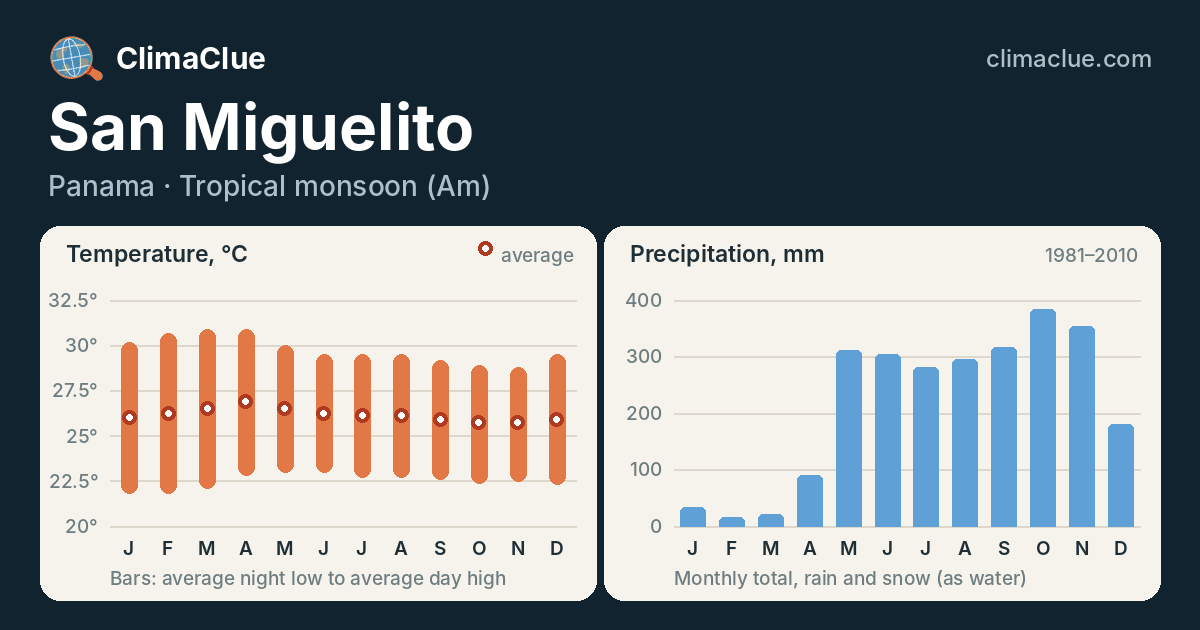 ClimaClue
climaclue.com
San Miguelito
Panama · Tropical monsoon (Am)
Temperature, °C
average
32.5°
30°
27.5°
25°
22.5°
20°
J F M A M J J A S O N D
Bars: average night low to average day high
Precipitation, mm
1981–2010
400
300
200
100
0
J F M A M J J A S O N D
Monthly total, rain and snow (as water)